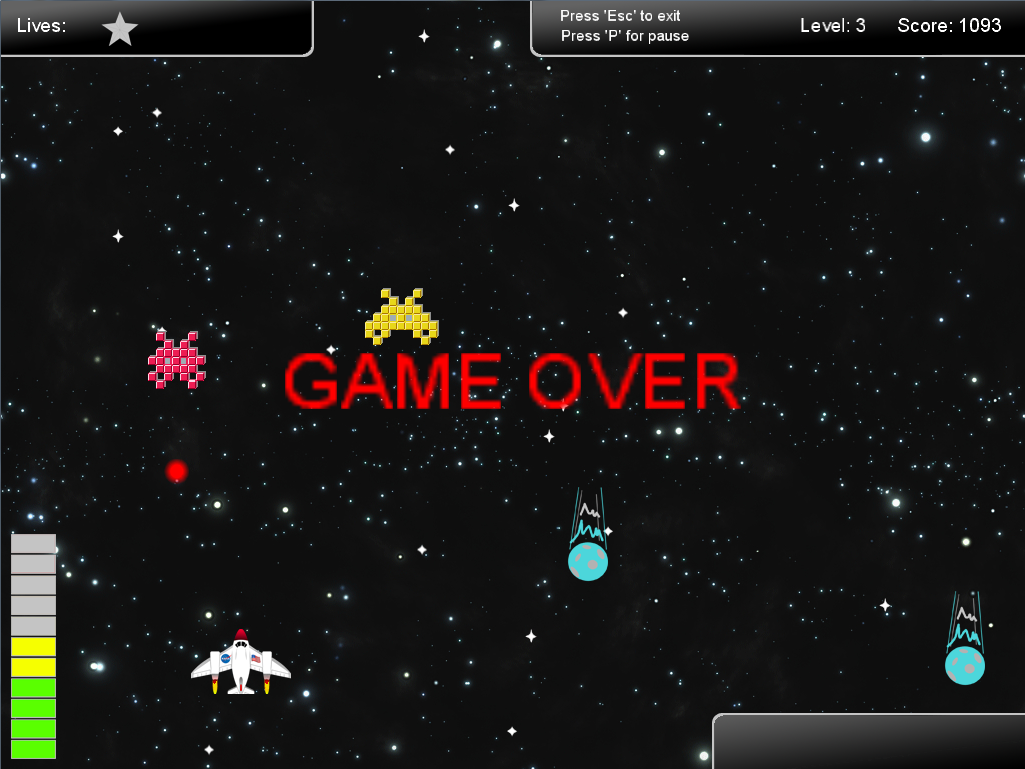 Lives:
Press 'Esc' to exit
Press 'P' for pause
Level: 3
Score: 1093
GAME OVER